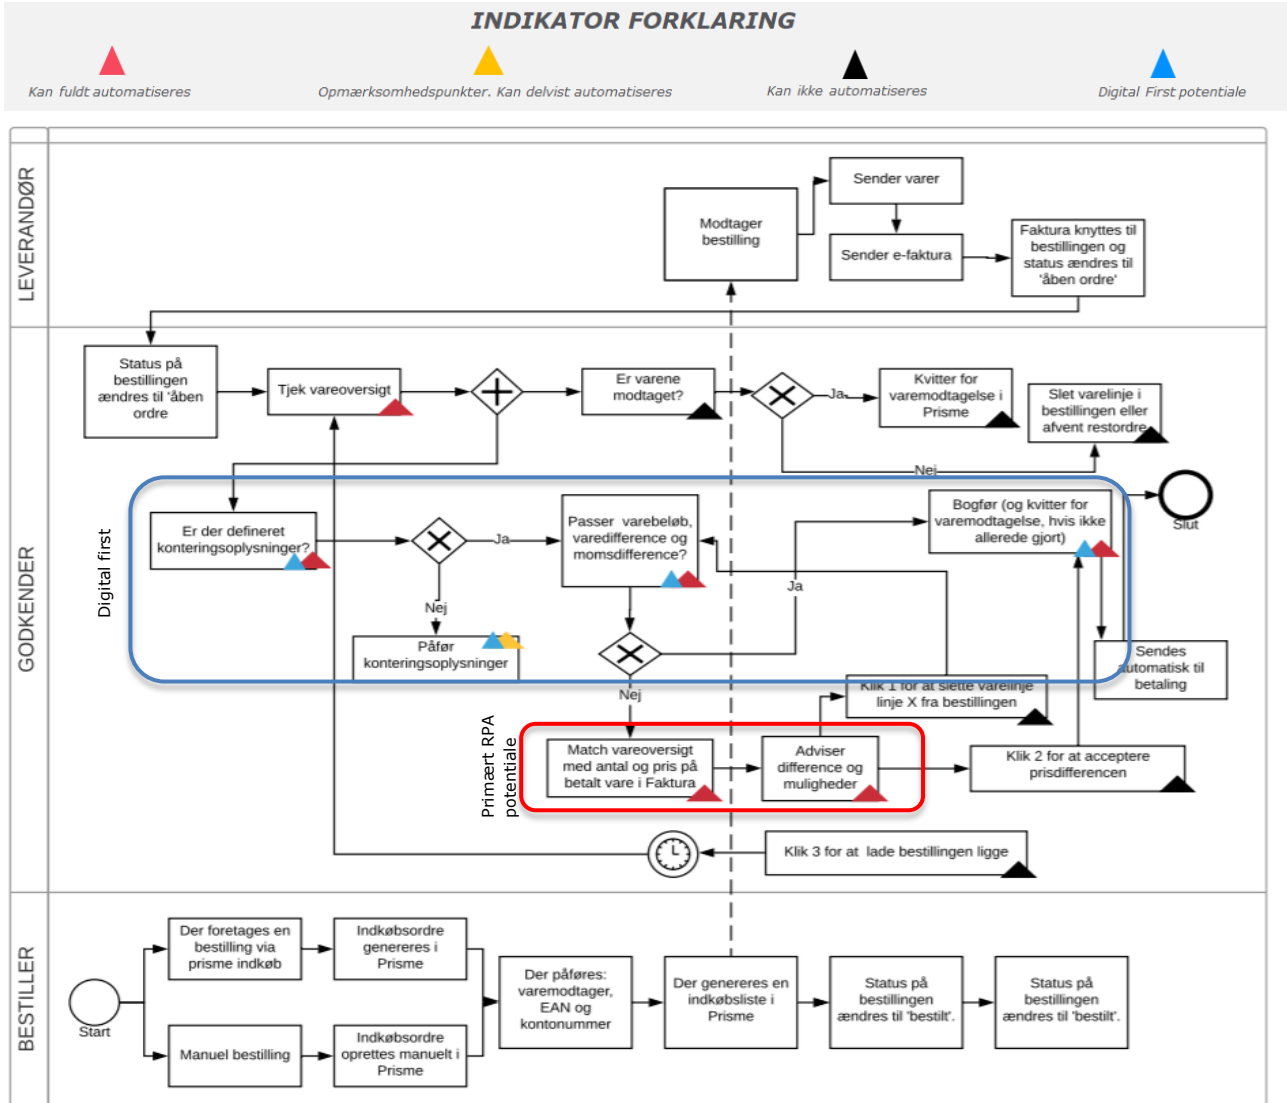 INDIKATOR FORKLARING
Kan fuldt automatiseres
Opmærksomhedspunkter. Kan delvist automatiseres
Kan ikke automatiseres
Digital First potentiale
LEVERANDØR
Modtager
bestilling
Sender varer
Sender e-faktura
Faktura knyttes til
bestillingen og
status ændres til
'åben ordre'
GODKENDER
Status på
bestillingen
ændres til 'åben
ordre
Tjek vareoversigt
Er varene
modtaget?
Ja
Kvitter for
varemodtagelse i
Prisme
Slet varelinje i
bestillingen eller
afvent restordre
Nej
Digital first
Er der defineret
konteringsoplysninger?
Ja
Nej
Påfør
konteringsoplysninger
Passer varebeløb,
varedifference og
momsdifference?
Ja
Nej
Bogfør (og kvitter for
varemodtagelse, hvis ikke
allerede gjort)
Slut
Sendes
automatisk til
betaling
Klik 1 for at slette varelinje
linje X fra bestillingen
Primært RPA
potentiale
Match vareoversigt
med antal og pris på
betalt vare i Faktura
Adviser
difference og
muligheder
Klik 2 for at acceptere
prisdifferencen
Klik 3 for at lade bestillingen ligge
BESTILLER
Start
Der foretages en
bestilling via
prisme indkøb
Indkøbsordre
genereres i
Prisme
Manuel bestilling
Indkøbsordre
oprettes manuelt i
Prisme
Der påføres:
varemodtager,
EAN og
kontonummer
Der genereres en
indkøbsliste i
Prisme
Status på
bestillingen
ændres til 'bestilt'.
Status på
bestillingen
ændres til 'bestilt'.